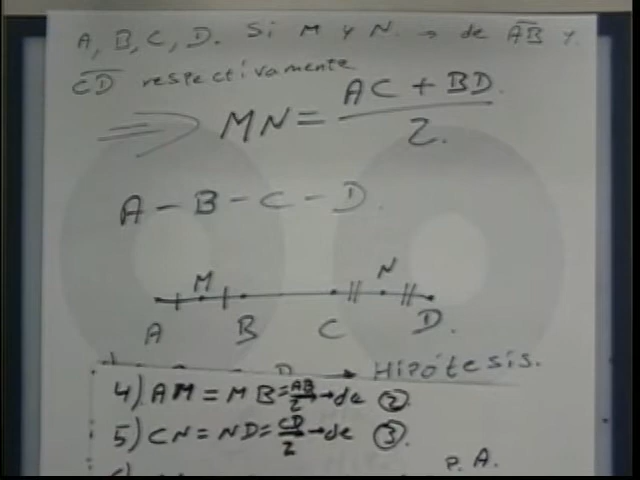 A, B, C, D. Si M y N → de AB y
CD respectivamente
⇒ MN = AC + BD / 2.
A - B - C - D.
M N
A B C D.
→ Hipótesis.
4) AM = MB = AB/2 → de ②
5) CN = ND = CD/2 → de ③.
P. A.